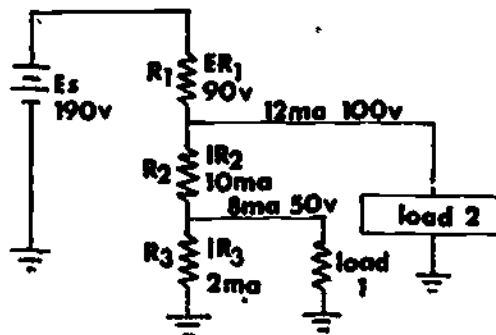 R1
ER1
90v
Es
190v
12ma 100v
R2
IR2
10ma
8ma 50v
load 2
R3
IR3
2ma
load
1